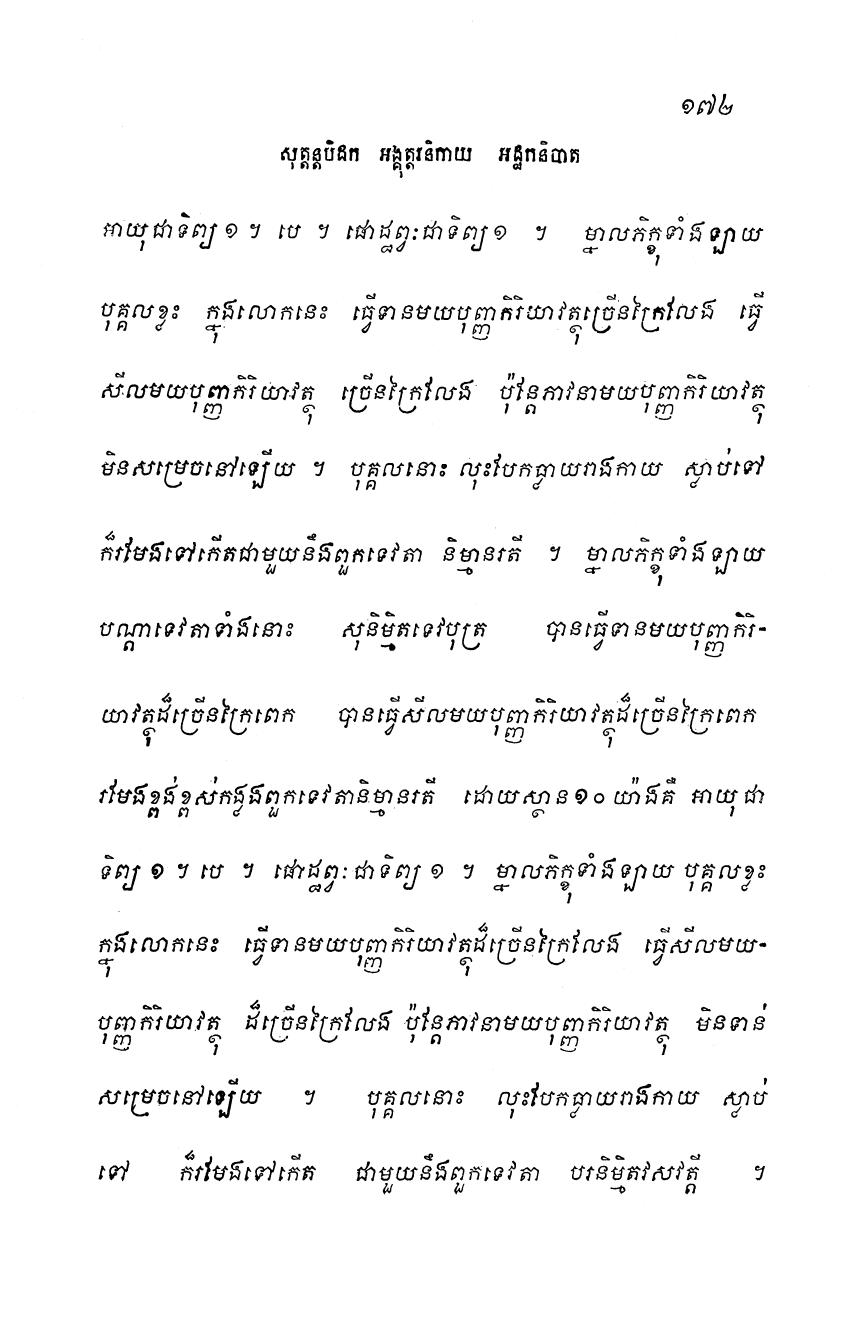 ១៧២
សុត្តន្តបិដក អង្គុត្តរនិកាយ អដ្ឋកនិបាត
អាយុជាទិព្យ ១ ។ បេ ។ ផោដ្ឋព្វៈជាទិព្យ ១ ។ ម្នាលភិក្ខុទាំងឡាយ
បុគ្គលខ្លះ ក្នុងលោកនេះ ធ្វើទានមយបុញ្ញកិរិយាវត្ថុច្រើនក្រៃលែង ធ្វើ
សីលមយបុញ្ញកិរិយាវត្ថុ ច្រើនក្រៃលែង ប៉ុន្តែភាវនាមយបុញ្ញកិរិយាវត្ថុ
មិនសម្រេចនៅឡើយ ។ បុគ្គលនោះ លុះបែកធ្លាយរាងកាយ ស្លាប់ទៅ
ក៏រមែងទៅកើតជាមួយនឹងពួកទេវតា និម្មានរតី ។ ម្នាលភិក្ខុទាំងឡាយ
បណ្តាទេវតាទាំងនោះ សុនិម្មិតទេវបុត្រ បានធ្វើទានមយបុញ្ញកិរិ-
យាវត្ថុដ៏ច្រើនក្រៃពេក បានធ្វើសីលមយបុញ្ញកិរិយាវត្ថុដ៏ច្រើនក្រៃពេក
រមែងខ្ពង់ខ្ពស់កន្លងពួកទេវតានិម្មានរតី ដោយស្ថាន១០ យ៉ាងគឺ អាយុជា
ទិព្យ ១ ។ បេ ។ ផោដ្ឋព្វៈជាទិព្យ ១ ។ ម្នាលភិក្ខុទាំងឡាយ បុគ្គលខ្លះ
ក្នុងលោកនេះ ធ្វើទានមយបុញ្ញកិរិយាវត្ថុដ៏ច្រើនក្រៃលែង ធ្វើសីលមយ-
បុញ្ញកិរិយាវត្ថុ ដ៏ច្រើនក្រៃលែង ប៉ុន្តែភាវនាមយបុញ្ញកិរិយាវត្ថុ មិនទាន់
សម្រេចនៅឡើយ ។ បុគ្គលនោះ លុះបែកធ្លាយរាងកាយ ស្លាប់
ទៅ ក៏រមែងទៅកើត ជាមួយនឹងពួកទេវតា បរនិម្មិតវសវត្តី ។